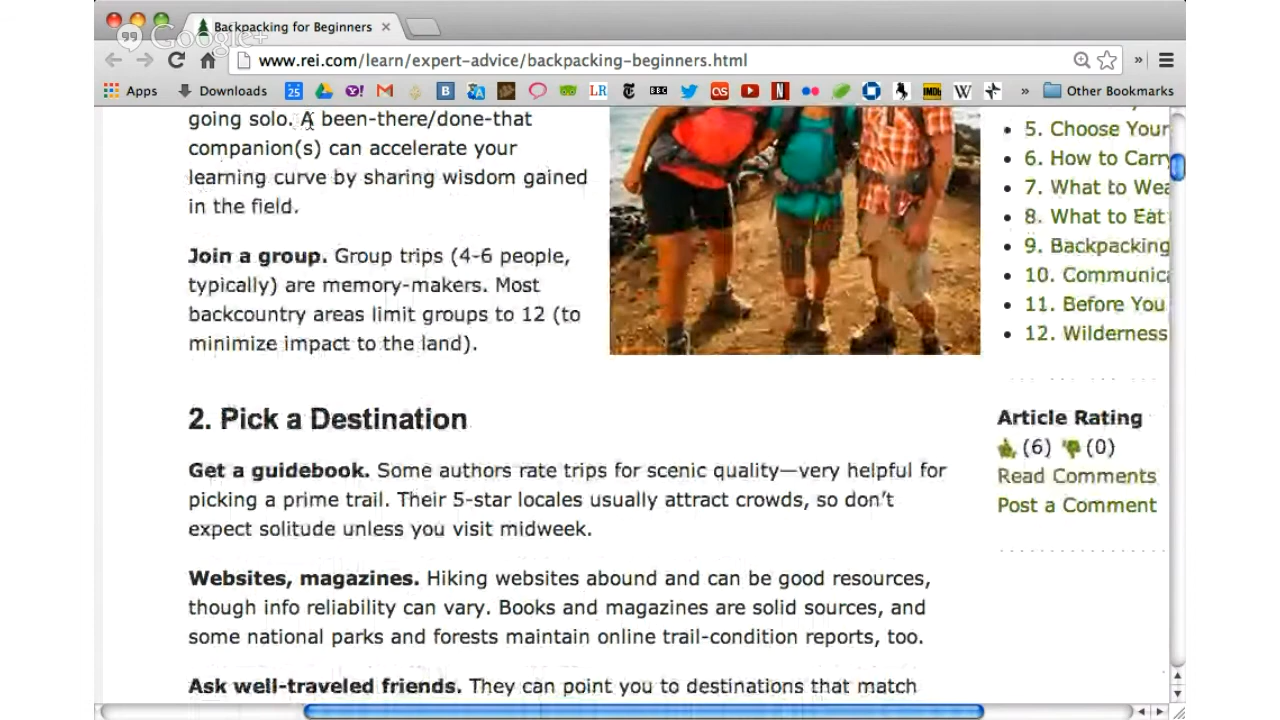 Backpacking for Beginners
Google+
www.rei.com/learn/expert-advice/backpacking-beginners.html
Apps
Downloads
25
Y!
B
LR
BBC
IMDb
W
Other Bookmarks
going solo. A been-there/done-that
companion(s) can accelerate your
learning curve by sharing wisdom gained
in the field.
Join a group. Group trips (4-6 people,
typically) are memory-makers. Most
backcountry areas limit groups to 12 (to
minimize impact to the land).
2. Pick a Destination
Get a guidebook. Some authors rate trips for scenic quality—very helpful for
picking a prime trail. Their 5-star locales usually attract crowds, so don't
expect solitude unless you visit midweek.
Websites, magazines. Hiking websites abound and can be good resources,
though info reliability can vary. Books and magazines are solid sources, and
some national parks and forests maintain online trail-condition reports, too.
Ask well-traveled friends. They can point you to destinations that match
5. Choose Your
6. How to Carry
7. What to Wea
8. What to Eat
9. Backpacking
10. Communica
11. Before You
12. Wilderness
Article Rating
(6) (0)
Read Comments
Post a Comment